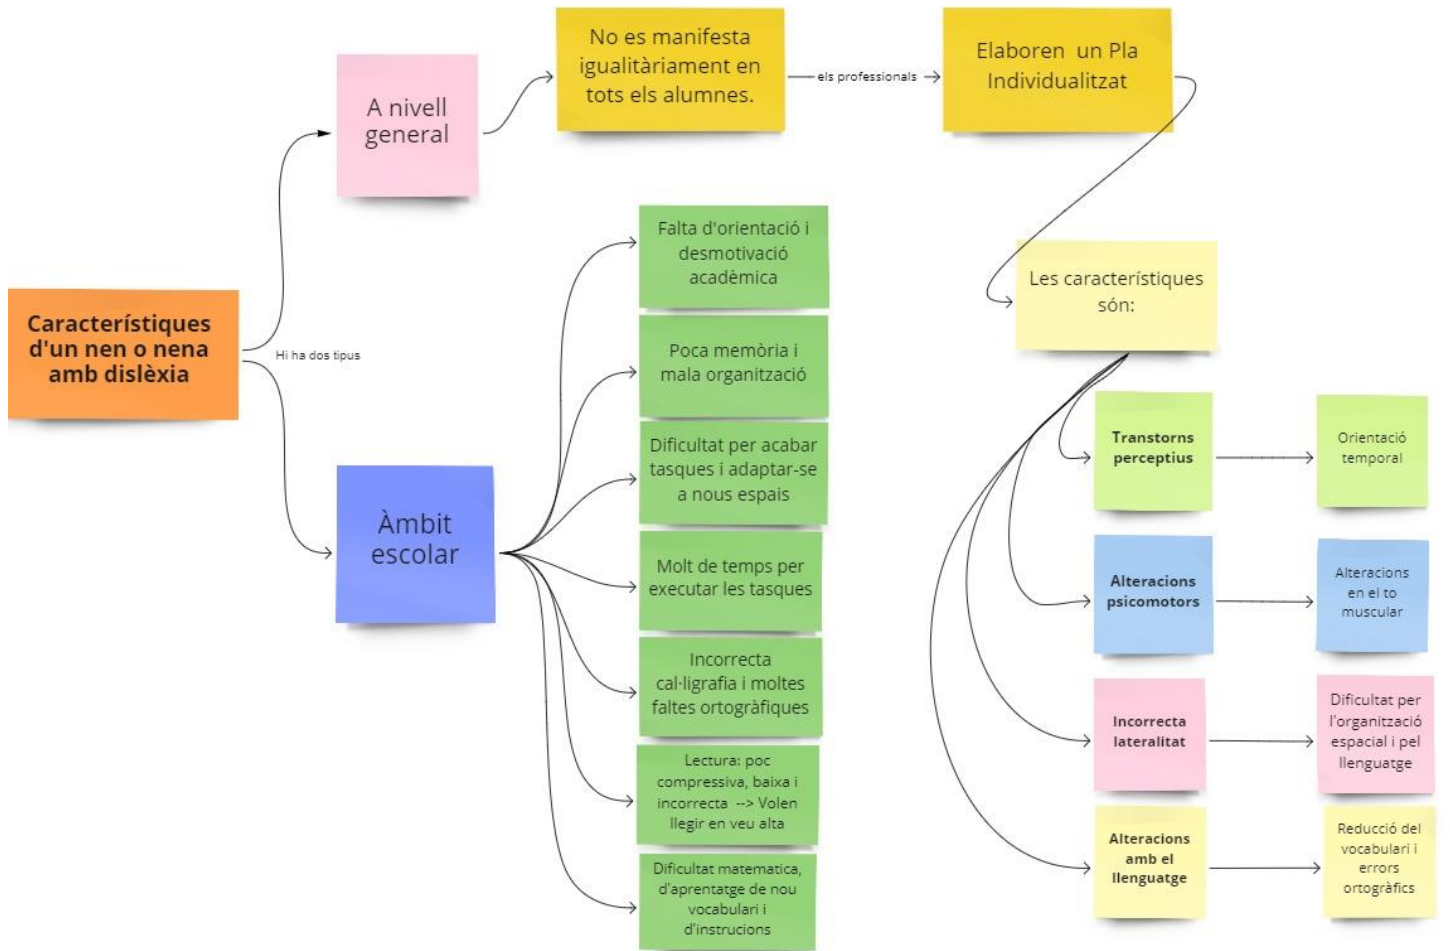 Característiques
d'un nen o nena
amb dislèxia
Hi ha dos tipus
A nivell
general
No es manifesta
igualitàriament en
tots els alumnes.
els professionals
Elaboren un Pla
Individualitzat
Les característiques
són:
Transtorns
perceptius
Orientació
temporal
Alteracions
psicomotors
Alteracions
en el to
muscular
Incorrecta
lateralitat
Dificultat per
l'organització
espacial i pel
llenguatge
Alteracions
amb el
llenguatge
Reducció del
vocabulari i
errors
ortogràfics
Àmbit
escolar
Falta d'orientació i
desmotivació
acadèmica
Poca memòria i
mala organització
Dificultat per acabar
tasques i adaptar-se
a nous espais
Molt de temps per
executar les tasques
Incorrecta
cal·ligrafia i moltes
faltes ortogràfiques
Lectura: poc
compressiva, baixa i
incorrecta --> Volen
llegir en veu alta
Dificultat matematica,
d'aprentatge de nou
vocabulari i
d'instrucions